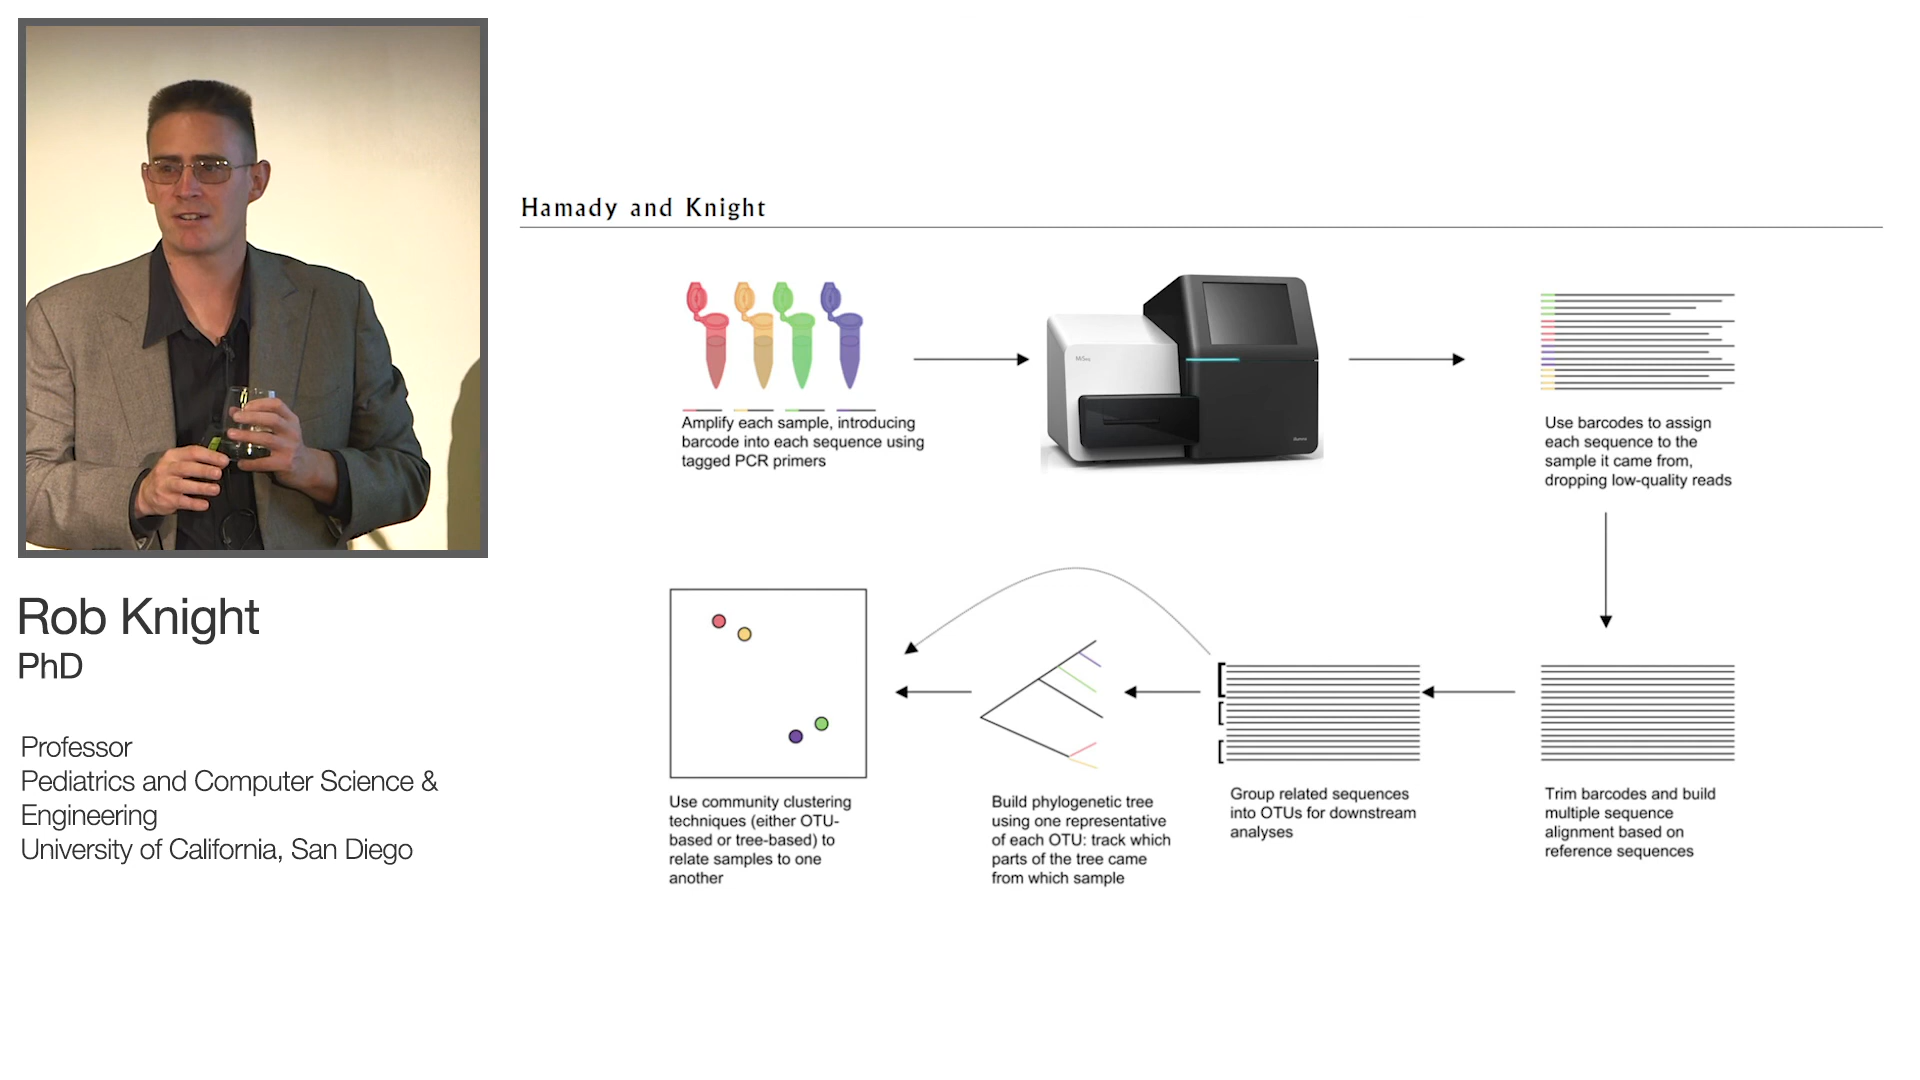 Rob Knight
PhD
Professor
Pediatrics and Computer Science &
Engineering
University of California, San Diego
Hamady and Knight
Amplify each sample, introducing
barcode into each sequence using
tagged PCR primers
MiSeq
Use barcodes to assign
each sequence to the
sample it came from,
dropping low-quality reads
Trim barcodes and build
multiple sequence
alignment based on
reference sequences
Group related sequences
into OTUs for downstream
analyses
Build phylogenetic tree
using one representative
of each OTU: track which
parts of the tree came
from which sample
Use community clustering
techniques (either OTU-
based or tree-based) to
relate samples to one
another